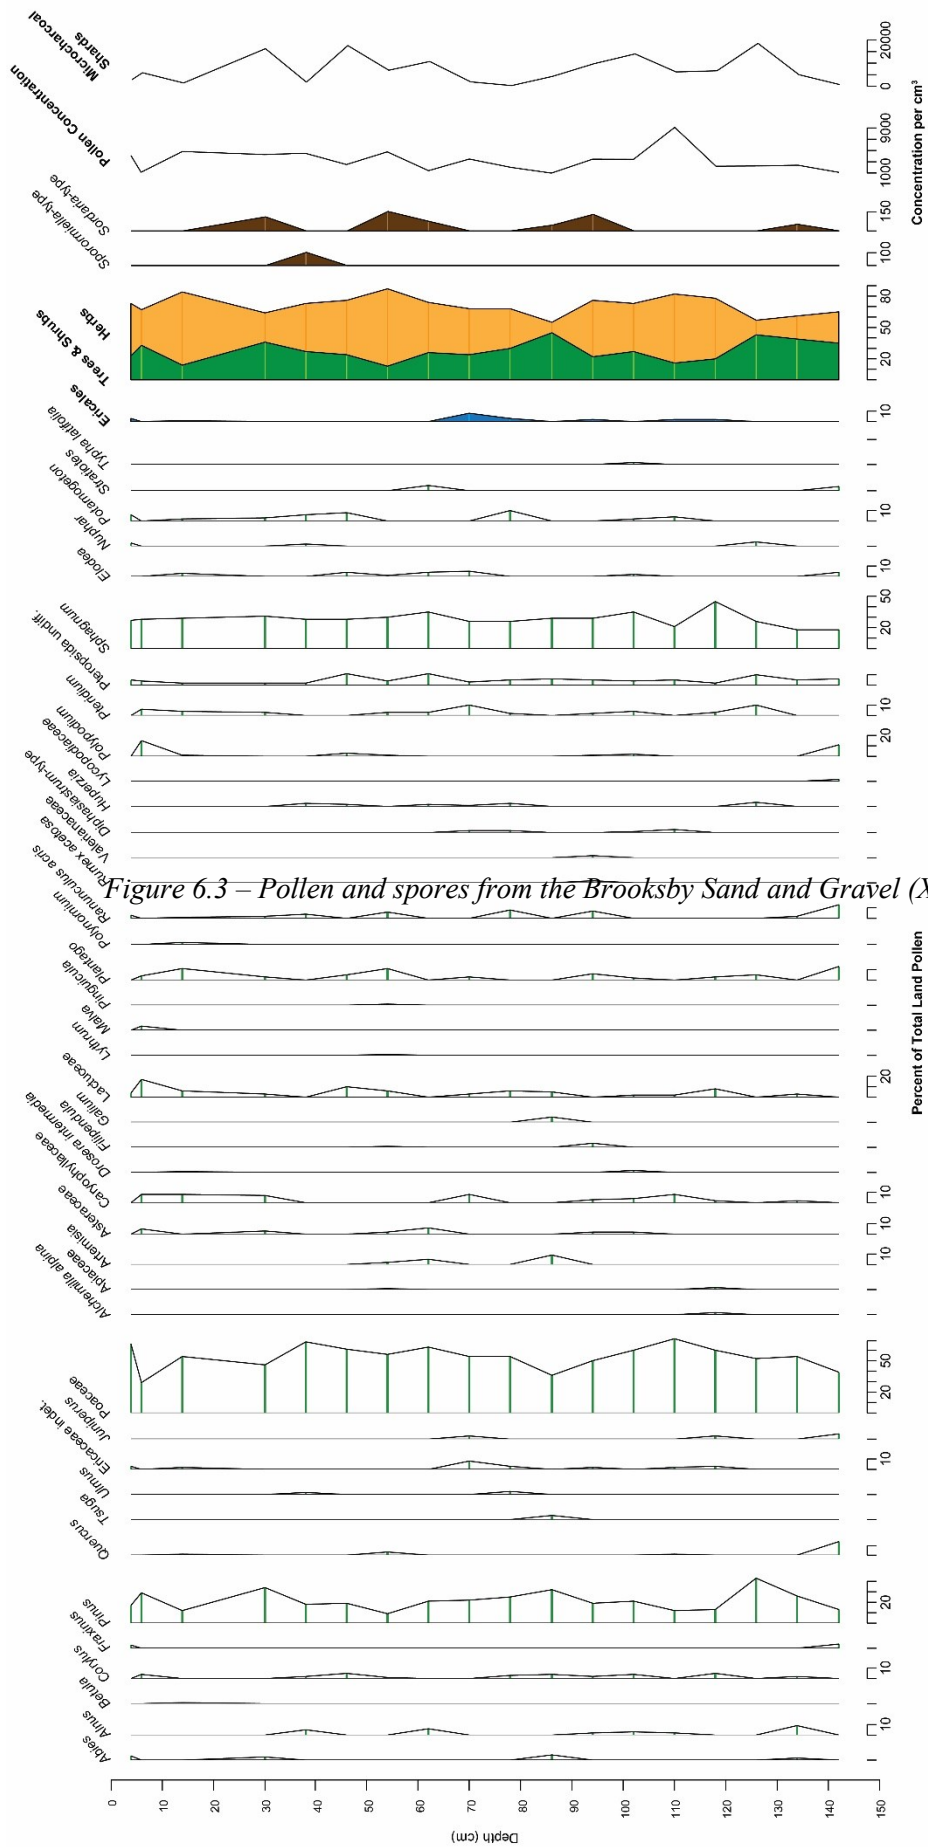 Depth (cm)
0
10
20
30
40
50
60
70
80
90
100
110
120
130
140
150
Abies
Alnus
10
Betula
Corylus
10
Fraxinus
Pinus
20
Quercus
Tsuga
Ulmus
Ericaceae indet.
10
Juniperus
Poaceae
20
50
Alchemilla alpina
Apiaceae
Artemisia
10
Asteraceae
10
Caryophyllaceae
10
Drosera intermedia
Filipendula
Galium
Lactuceae
20
Lythrum
Malva
Pinguicula
Plantago
Polynomium
Ranunculus acris
Rumex acetosa
Valerianaceae
Diphasiastrum-type
Huperzia
Lycopodiaceae
Polypodium
20
Pteridium
10
Pteropsida undiff.
Sphagnum
20
50
Elodea
10
Nuphar
Potamogeton
10
Stratiotes
Typha latifolia
Ericales
10
Trees & Shrubs
Herbs
20
50
80
Sporormiella-type
100
Sordaria-type
150
Pollen Concentration
1000
9000
Microcharcoal
Shards
0
20000
Percent of Total Land Pollen
Concentration per cm³
Figure 6.3 – Pollen and spores from the Brooksby Sand and Gravel (X